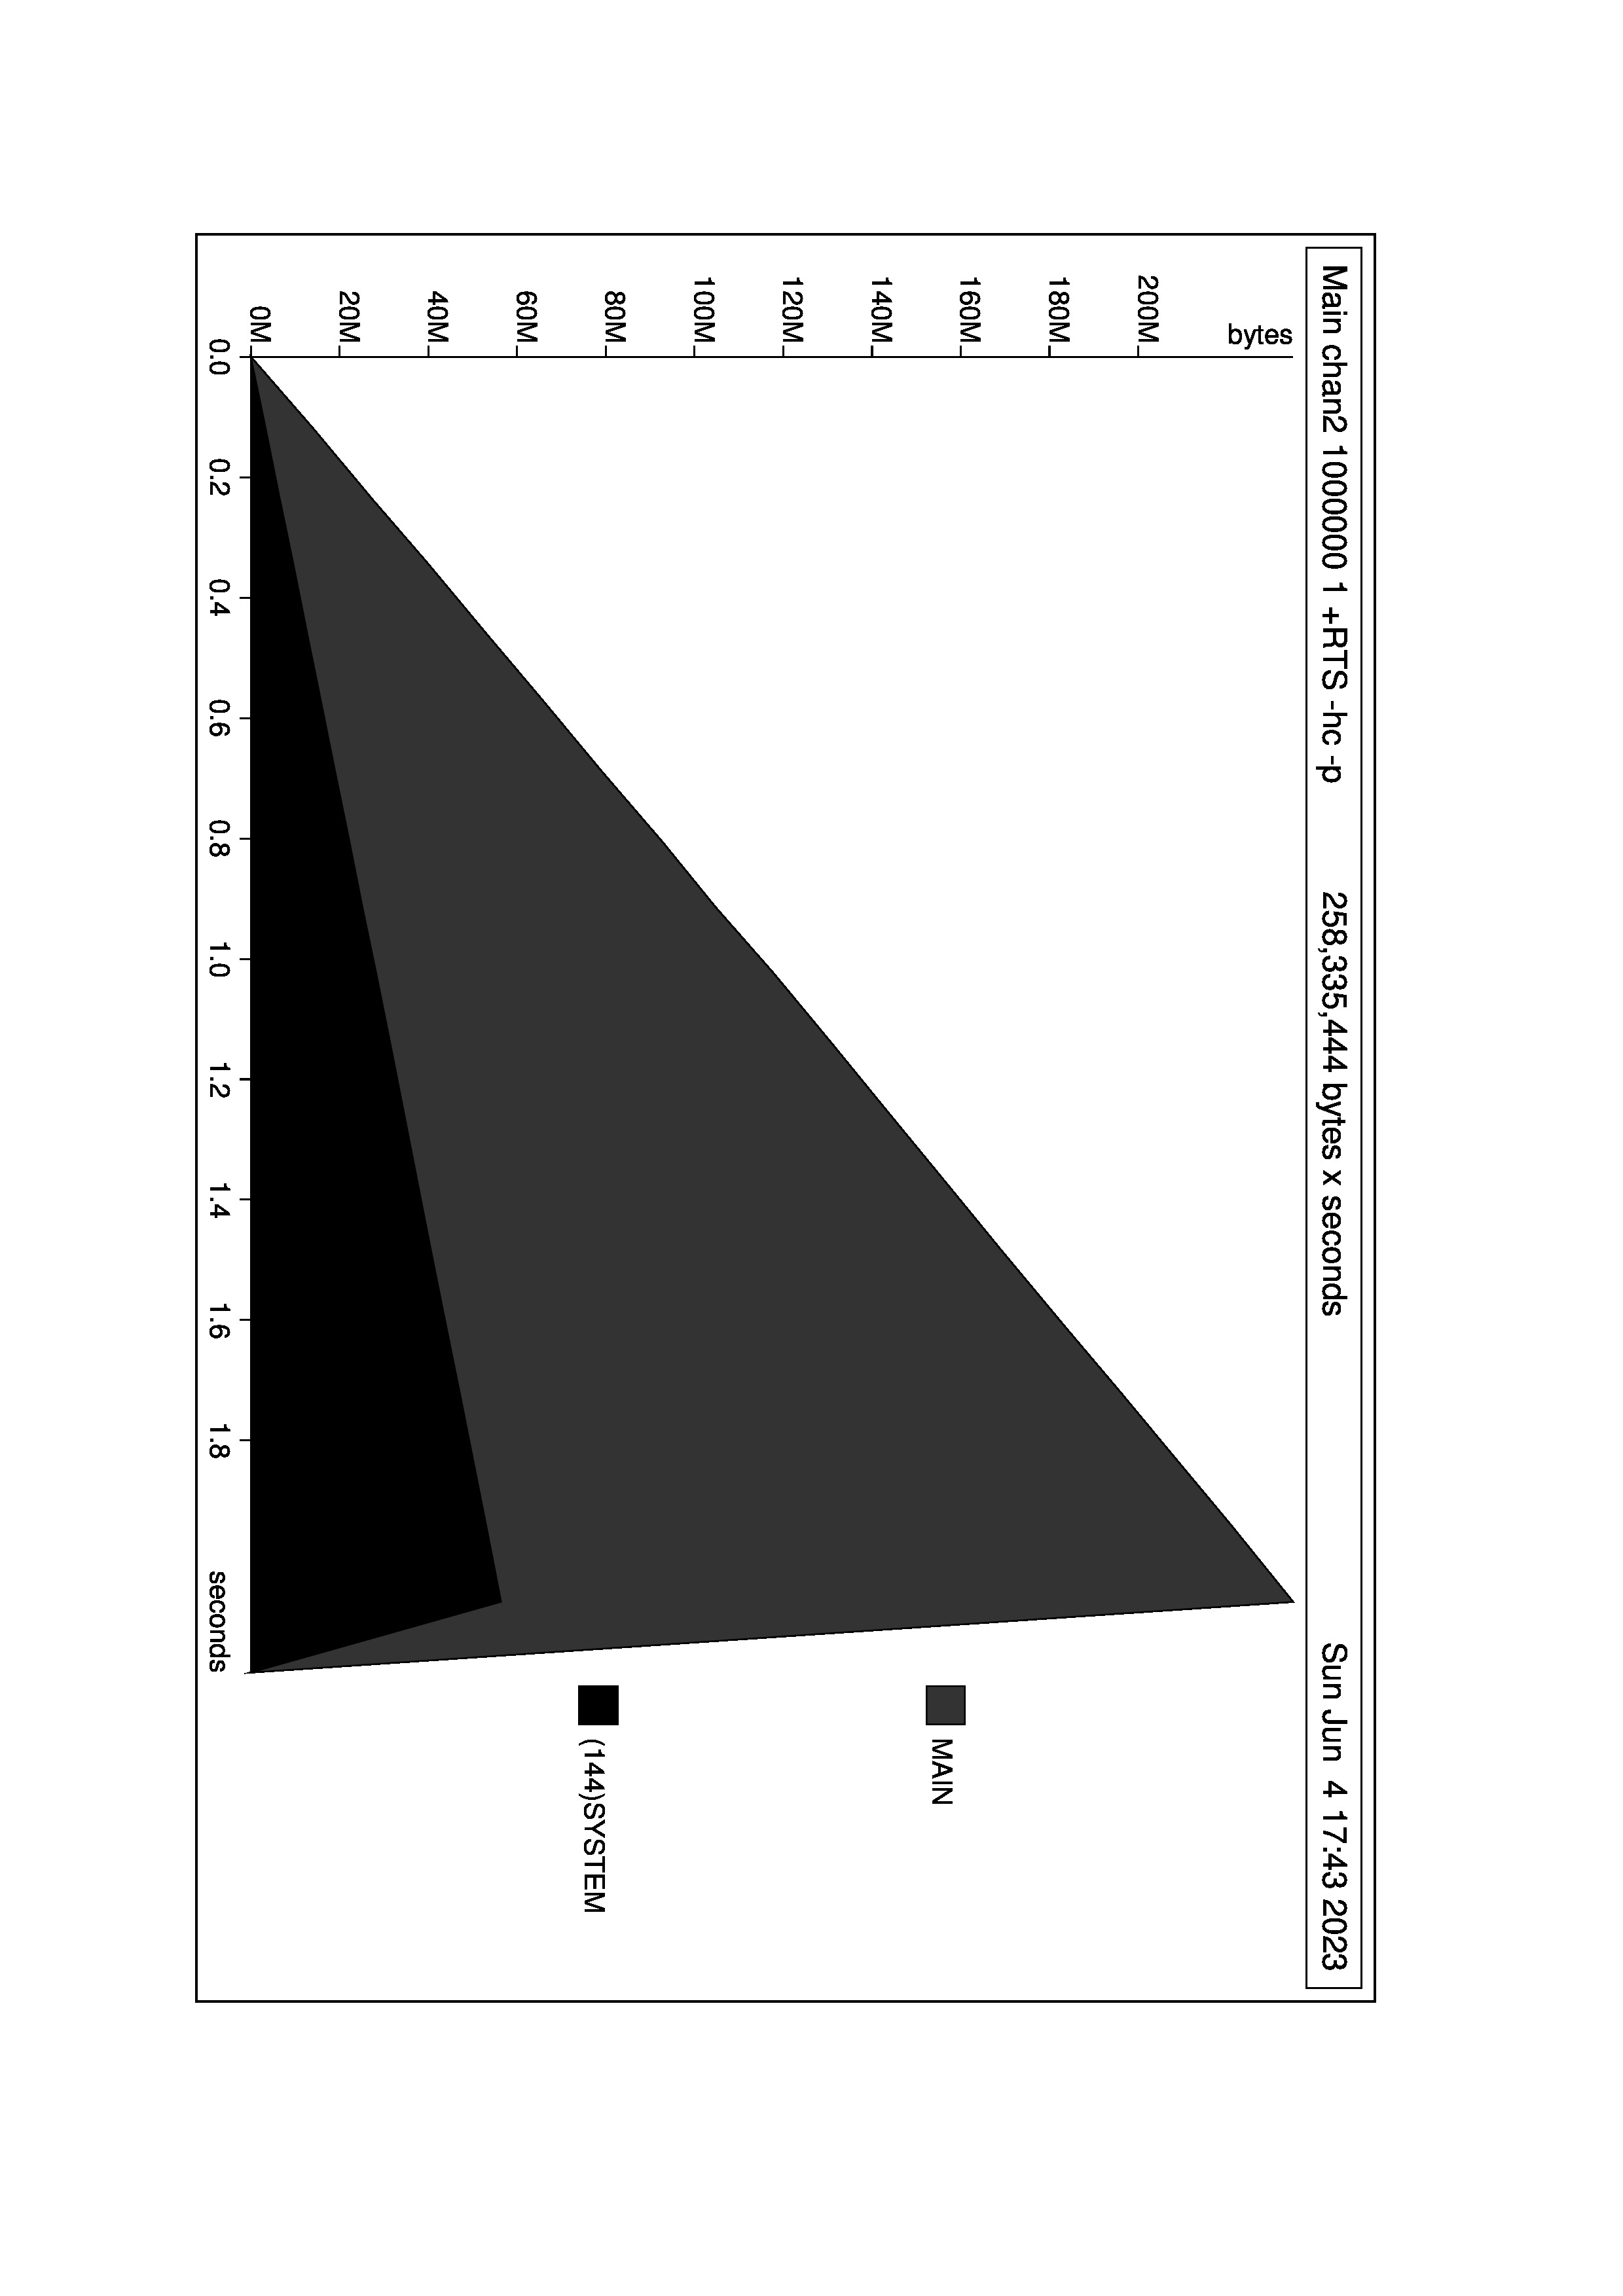 Main chan2 1000000 1 +RTS -hc -p 258,335,444 bytes x seconds Sun Jun  4 17:43 2023
bytes
200M
180M
160M
MAIN
140M
120M
100M
80M
(144)SYSTEM
60M
40M
20M
0M
0.0 0.2 0.4 0.6 0.8 1.0 1.2 1.4 1.6 1.8 seconds